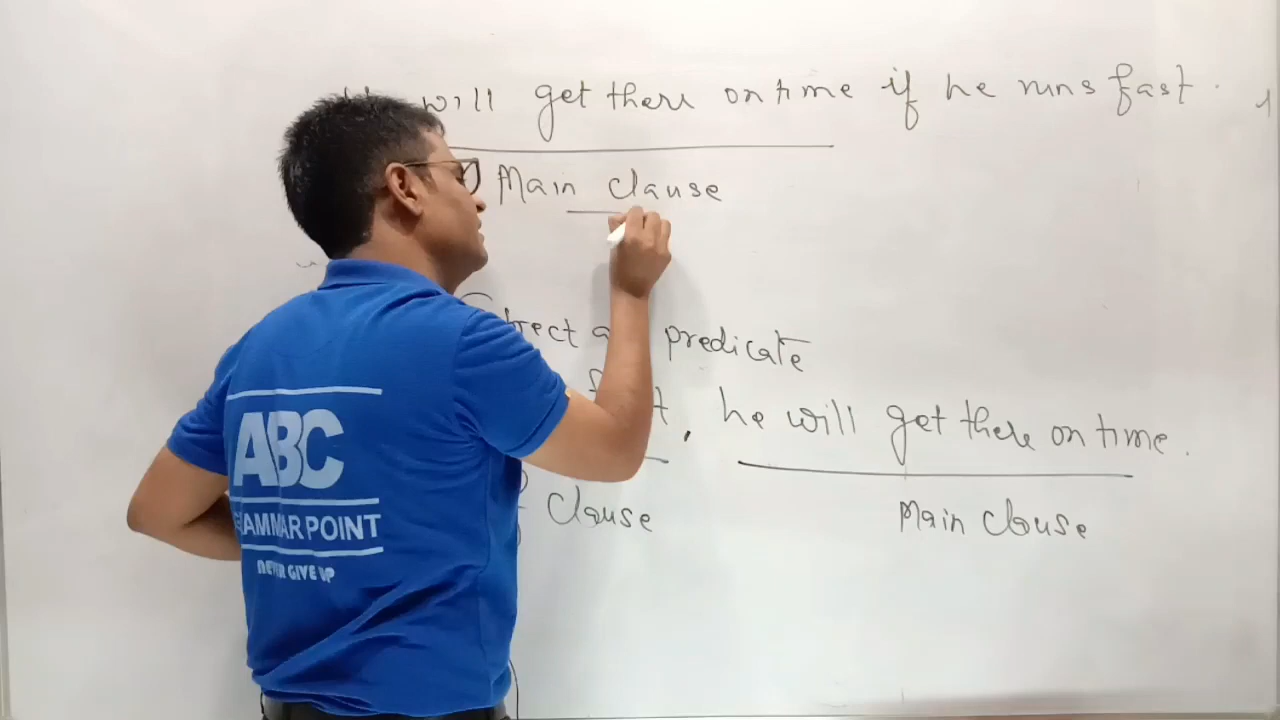 will get there on time if he runs fast.
Main clause
predicate
, he will get there on time.
clause
Main clause
ABC
GRAMMAR POINT
NEVER GIVE UP